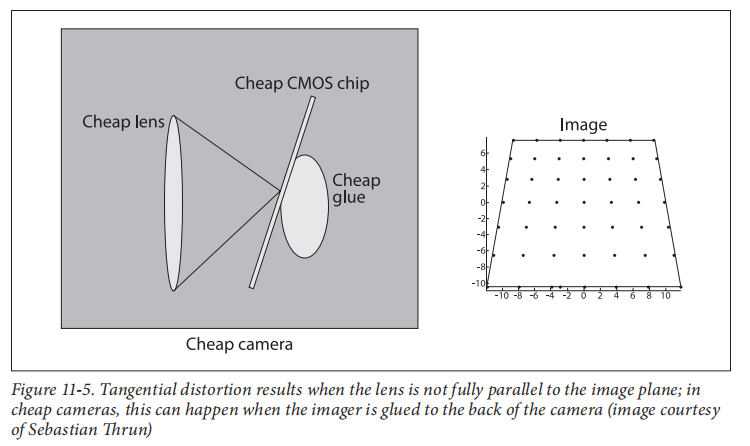 Cheap CMOS chip
Cheap lens
Cheap
glue
Cheap camera
Image
6
4
2
0
-2
-4
-6
-8
-10
-10 -8 -6 -4 -2 0 2 4 6 8 10
Figure 11-5. Tangential distortion results when the lens is not fully parallel to the image plane; in
cheap cameras, this can happen when the imager is glued to the back of the camera (image courtesy
of Sebastian Thrun)